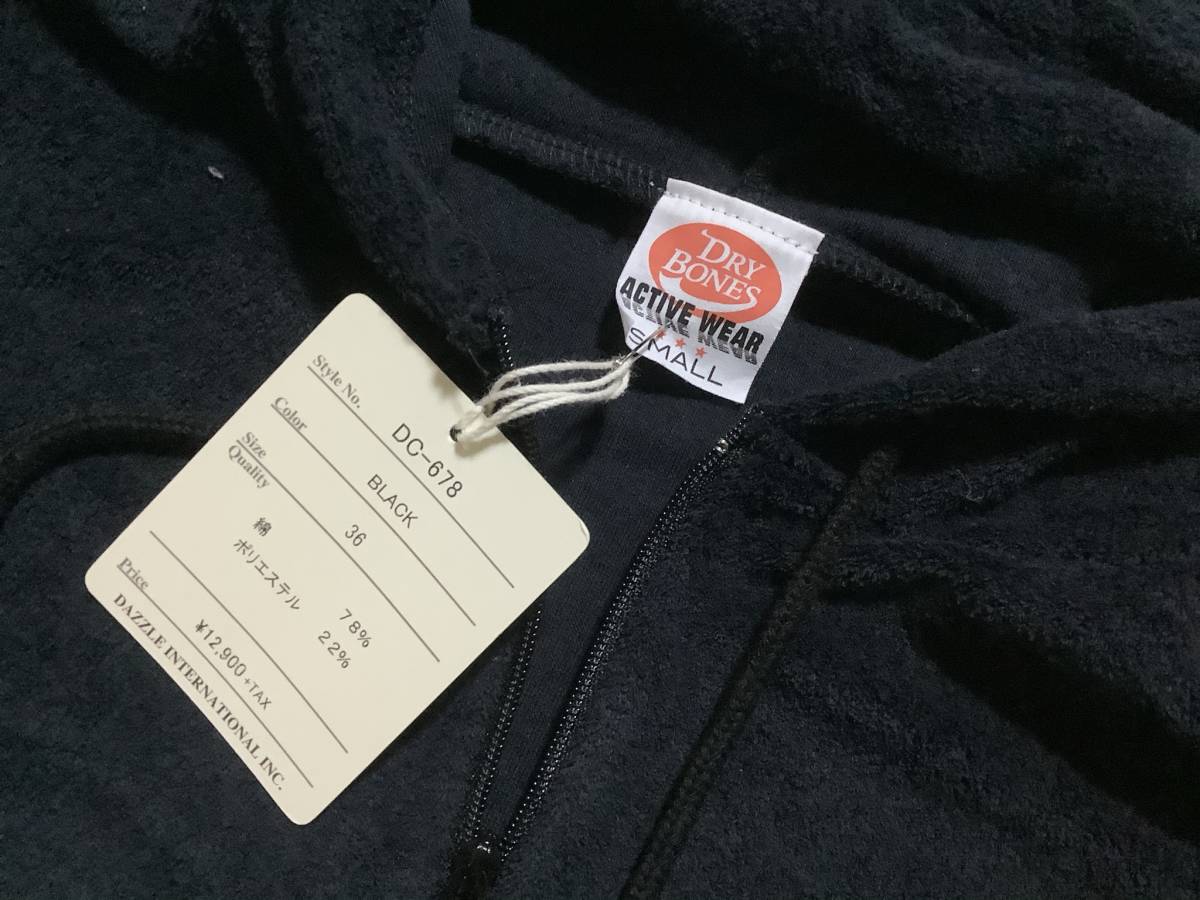 DRY
BONES
ACTIVE WEAR
SMALL
Style No.
DC-678
Color
BLACK
Size
36
Quality
綿 78%
ポリエステル 22%
Price
¥12,900+TAX
DAZZLE INTERNATIONAL INC.